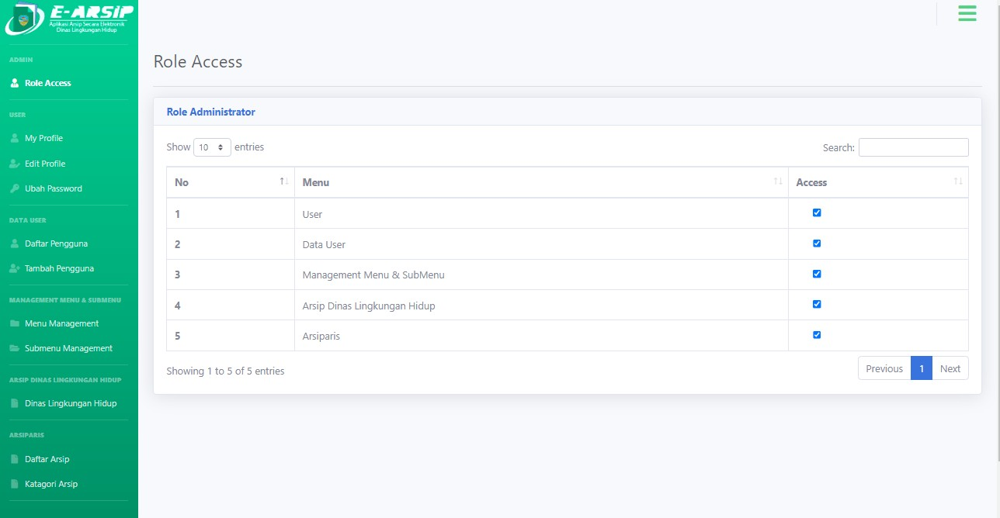 E-ARSIP
Aplikasi Arsip Secara Elektronik
Dinas Lingkungan Hidup
ADMIN
Role Access
USER
My Profile
Edit Profile
Ubah Password
DATA USER
Daftar Pengguna
Tambah Pengguna
MANAGEMENT MENU & SUBMENU
Menu Management
Submenu Management
ARSIP DINAS LINGKUNGAN HIDUP
Dinas Lingkungan Hidup
ARSIPARIS
Daftar Arsip
Katagori Arsip
Role Access
Role Administrator
Show 10 entries
Search:
No Menu Access
1 User
2 Data User
3 Management Menu & SubMenu
4 Arsip Dinas Lingkungan Hidup
5 Arsiparis
Showing 1 to 5 of 5 entries
Previous 1 Next